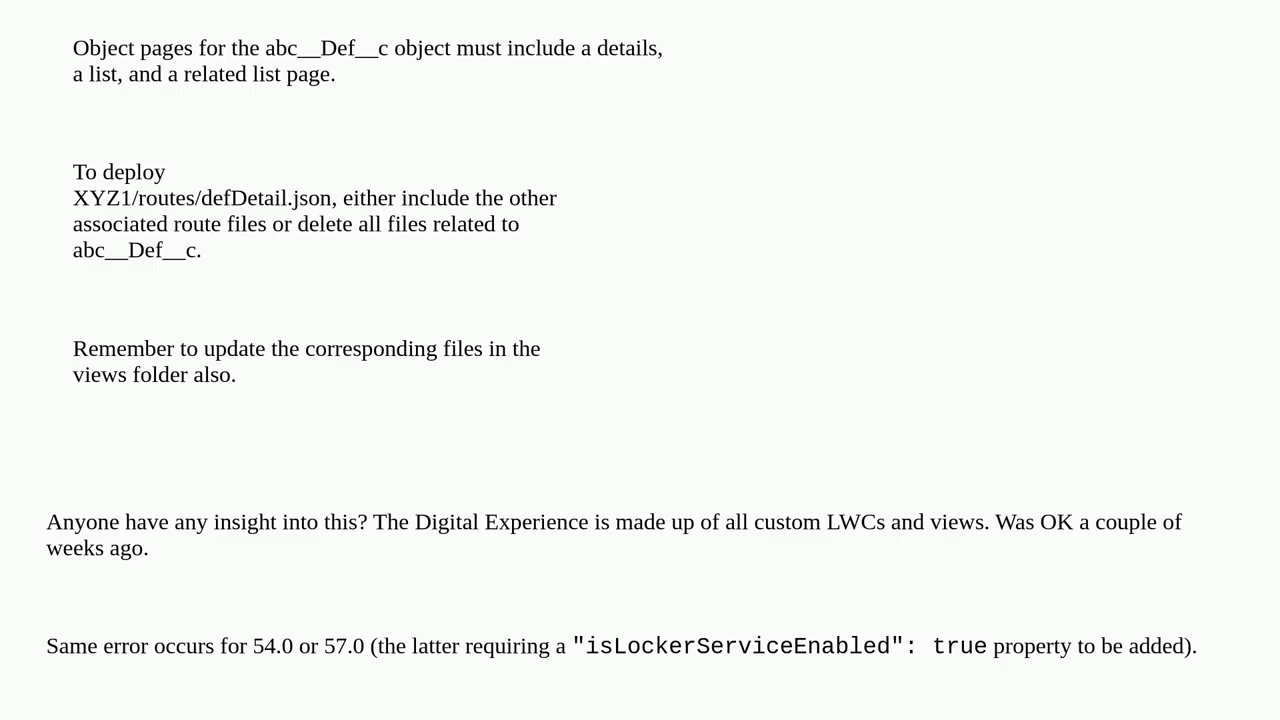 Object pages for the abc__Def__c object must include a details,
a list, and a related list page.
To deploy
XYZ1/routes/defDetail.json, either include the other
associated route files or delete all files related to
abc__Def__c.
Remember to update the corresponding files in the
views folder also.
Anyone have any insight into this? The Digital Experience is made up of all custom LWCs and views. Was OK a couple of
weeks ago.
Same error occurs for 54.0 or 57.0 (the latter requiring a "isLockerServiceEnabled": true property to be added).